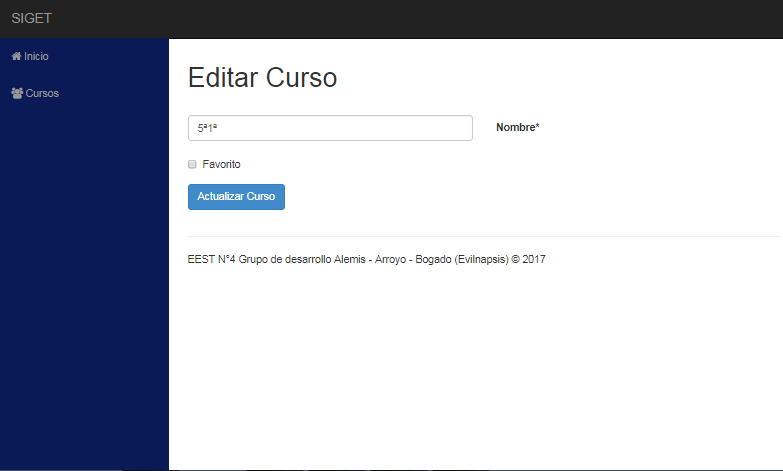 SIGET
Inicio
Cursos
Editar Curso
5ª1ª
Nombre*
Favorito
Actualizar Curso
EEST N°4 Grupo de desarrollo Alemis - Arroyo - Bogado (Evilnapsis) © 2017